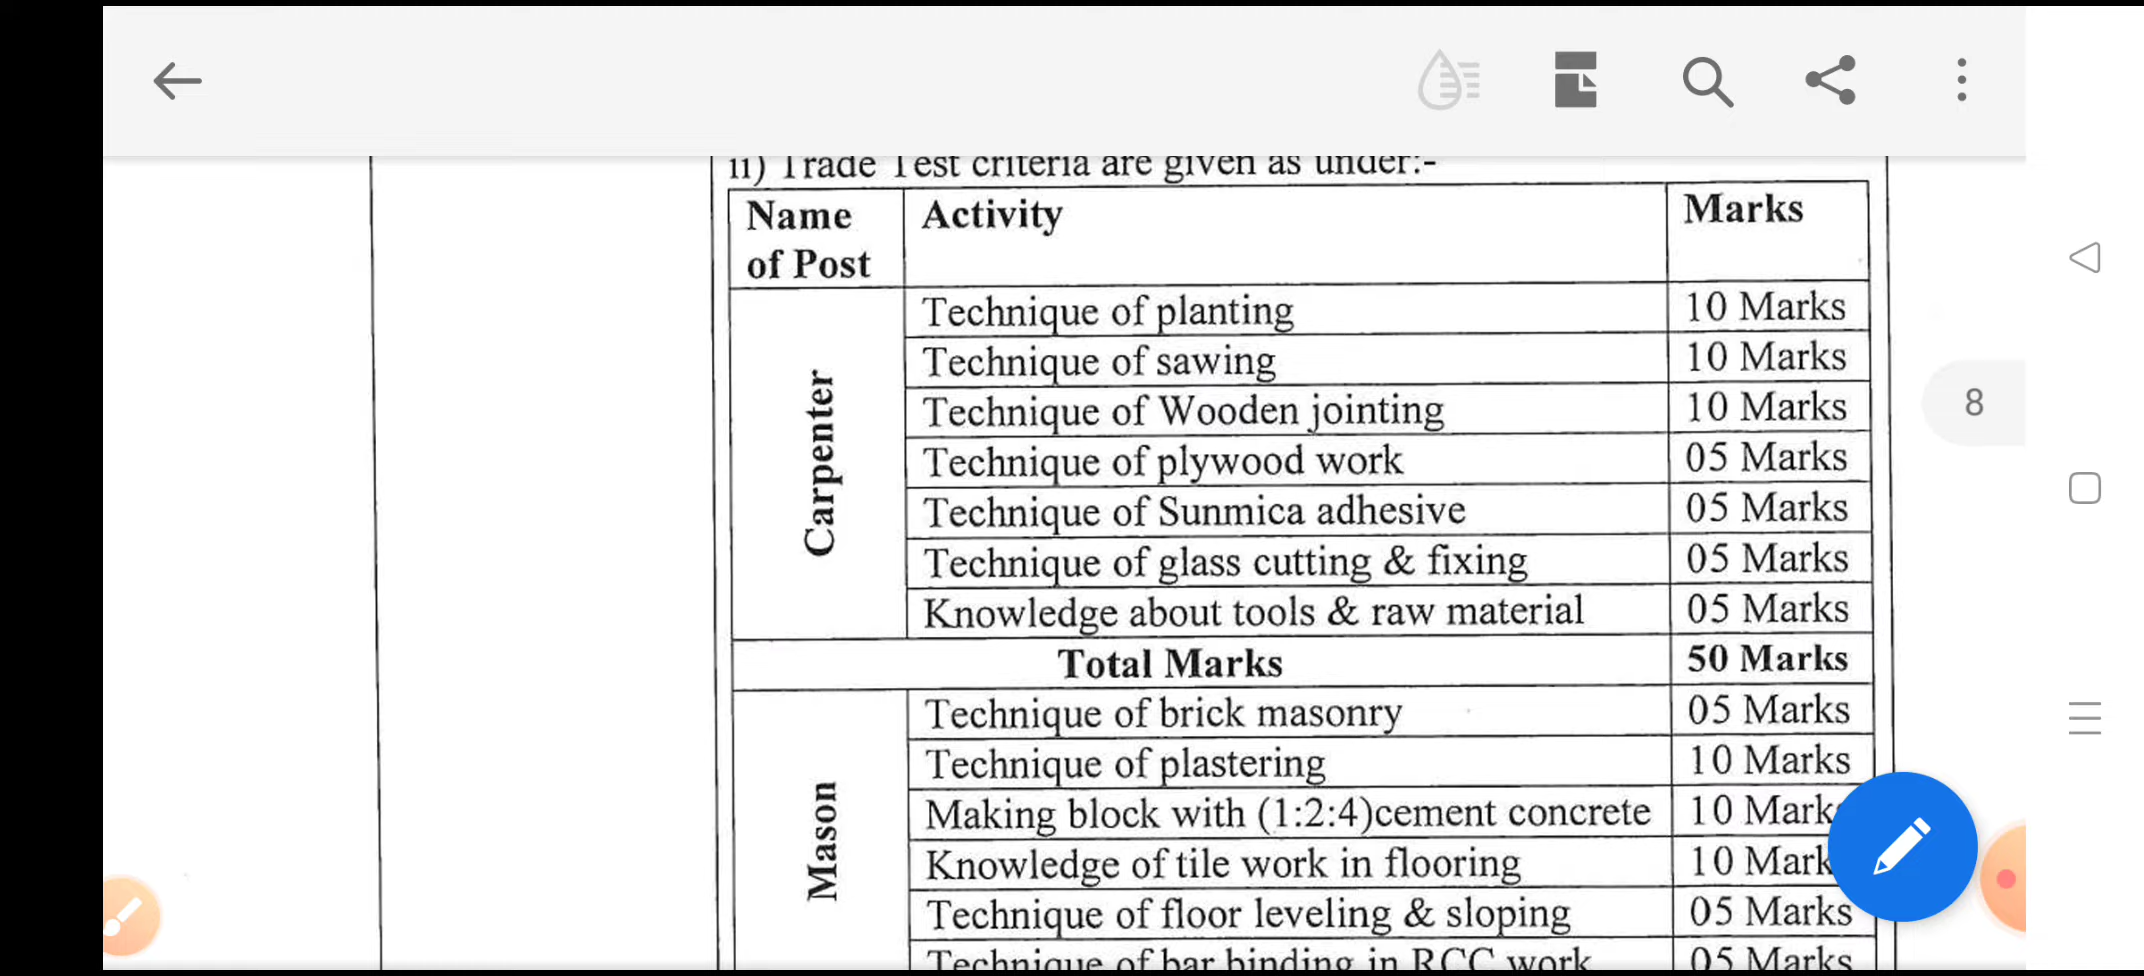 ii) Trade Test criteria are given as under:-
Name of Post Activity Marks
Carpenter
Technique of planting 10 Marks
Technique of sawing 10 Marks
Technique of Wooden jointing 10 Marks
Technique of plywood work 05 Marks
Technique of Sunmica adhesive 05 Marks
Technique of glass cutting & fixing 05 Marks
Knowledge about tools & raw material 05 Marks
Total Marks 50 Marks
Mason
Technique of brick masonry 05 Marks
Technique of plastering 10 Marks
Making block with (1:2:4)cement concrete 10 Marks
Knowledge of tile work in flooring 10 Mark
Technique of floor leveling & sloping 05 Marks
Technique of bar binding in RCC work 05 Marks
8